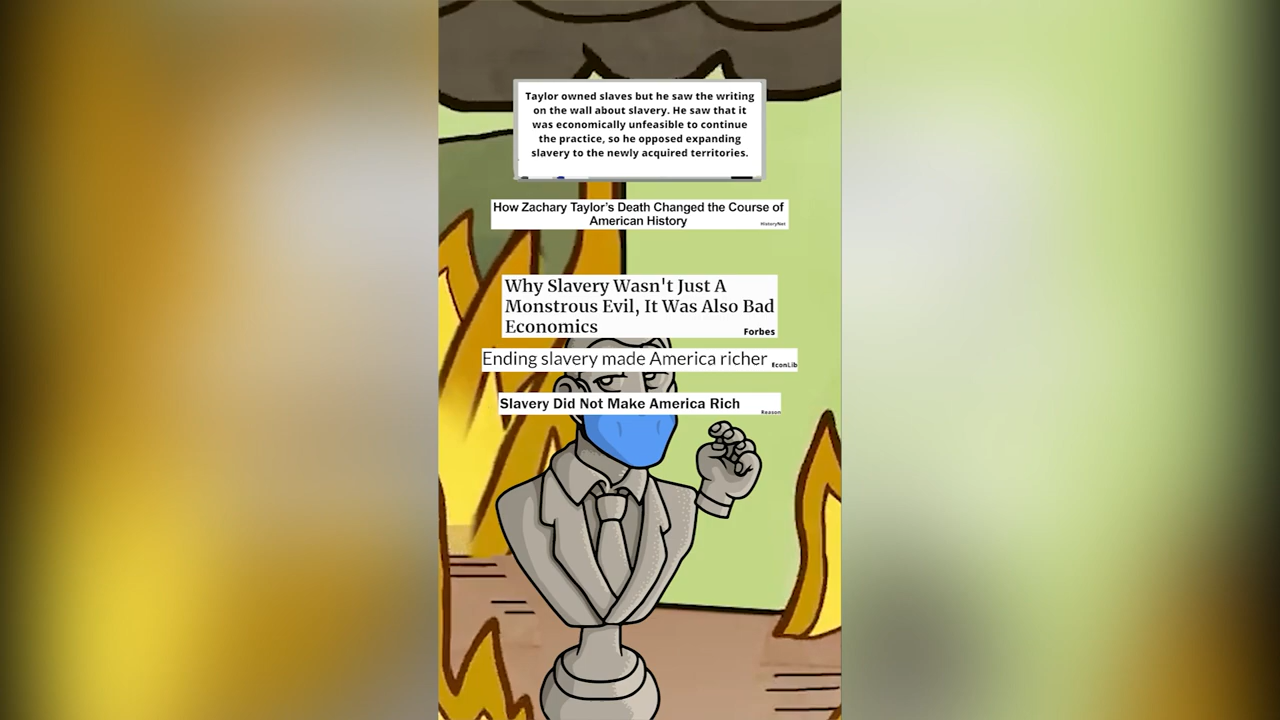 Taylor owned slaves but he saw the writing
on the wall about slavery. He saw that it
was economically unfeasible to continue
the practice, so he opposed expanding
slavery to the newly acquired territories.
How Zachary Taylor's Death Changed the Course of
American History
HistoryNet
Why Slavery Wasn't Just A
Monstrous Evil, It Was Also Bad
Economics
Forbes
Ending slavery made America richer
EconLib
Slavery Did Not Make America Rich
Reason